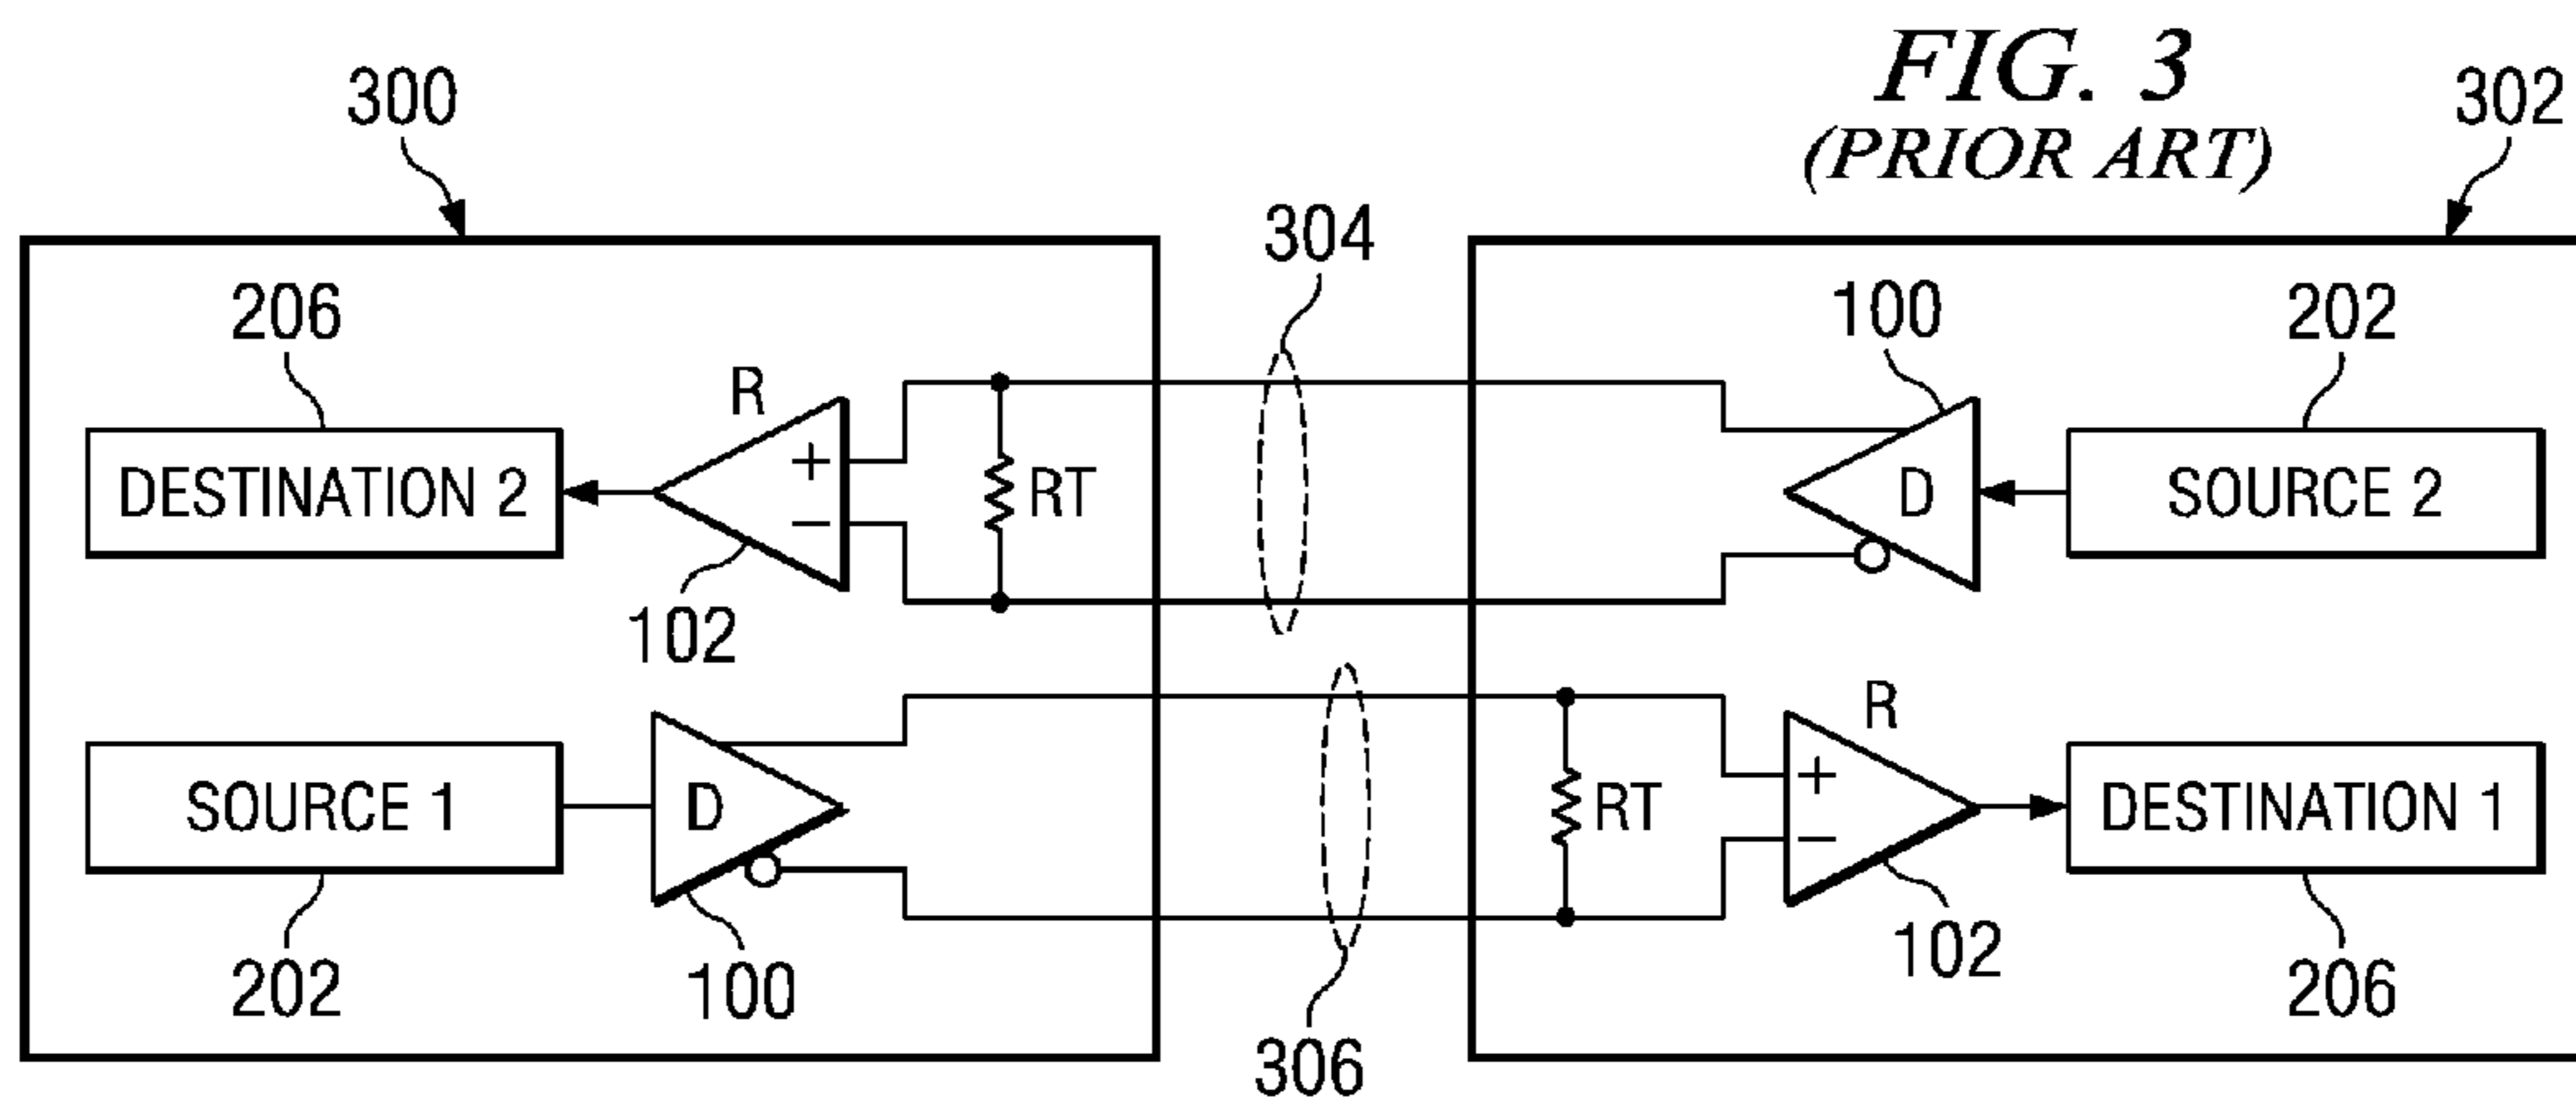 FIG. 3
(PRIOR ART)
300
302
304
206
100
202
R
+
−
DESTINATION 2
RT
D
SOURCE 2
102
R
SOURCE 1
D
RT
+
−
DESTINATION 1
202
100
102
206
306